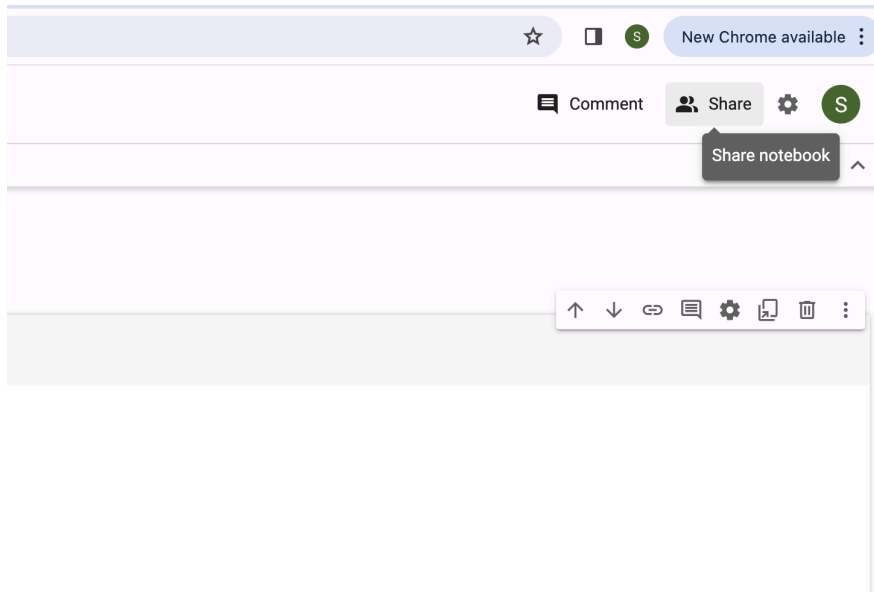 S
New Chrome available
Comment
Share
S
Share notebook